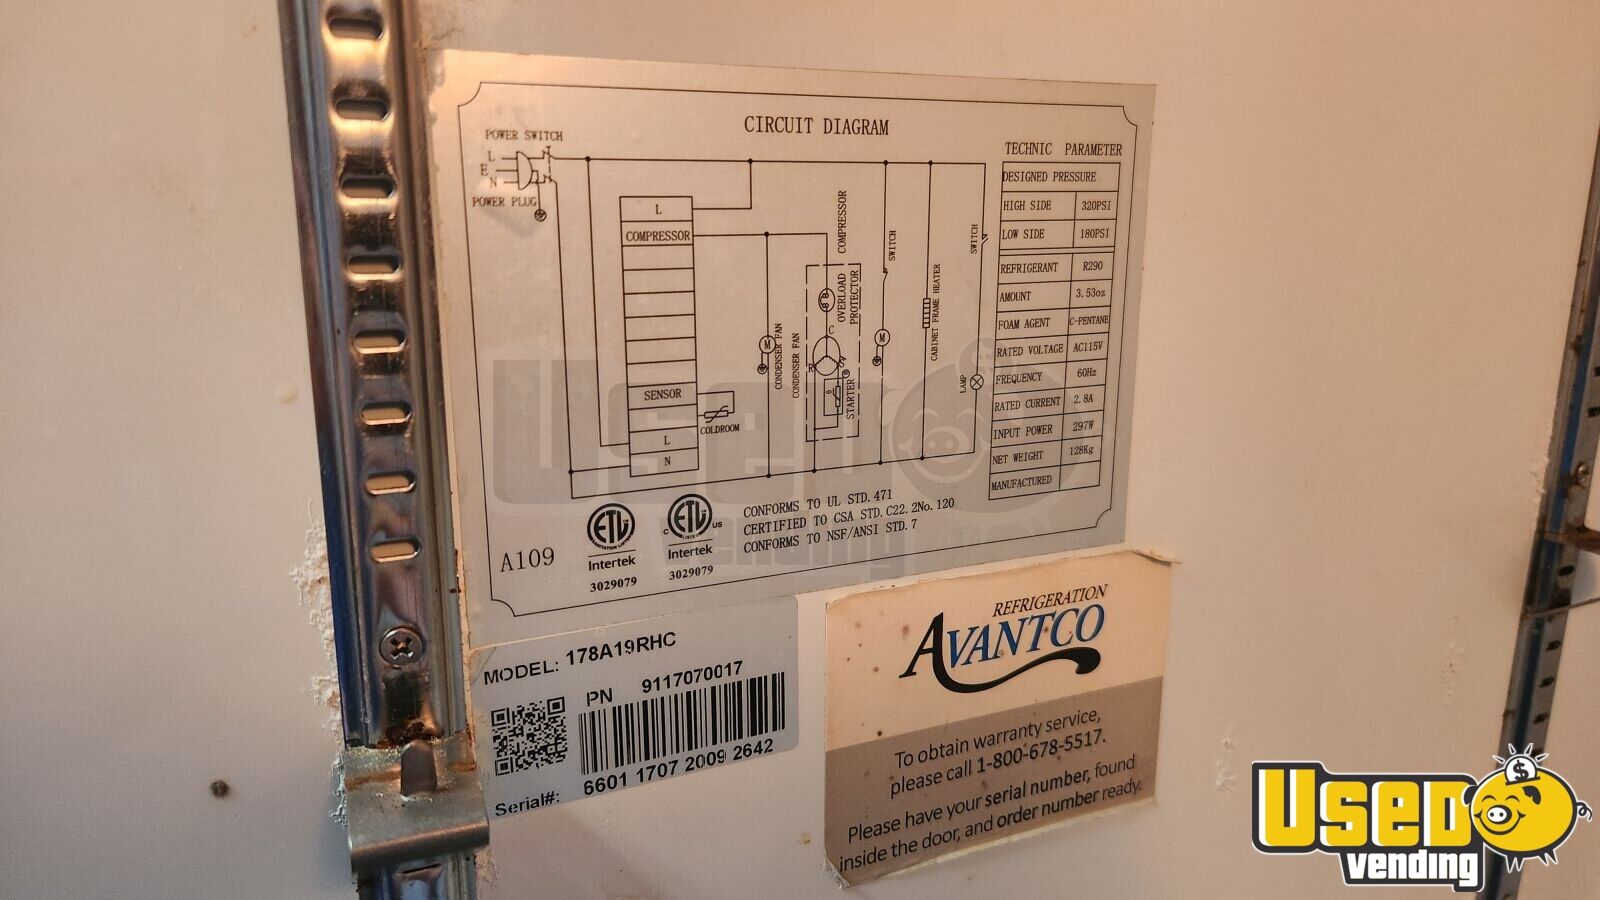 CIRCUIT DIAGRAM
POWER SWITCH
L
E
N
POWER PLUG
L
COMPRESSOR
SENSOR
L
N
COLDROOM
M
CONDENSER FAN
CONDENSER FAN
COMPRESSOR
OVERLOAD
PROTECTOR
C
R
S
STARTER
SWITCH
M
CABINET FRAME HEATER
SWITCH
LAMP
TECHNIC PARAMETER
DESIGNED PRESSURE
HIGH SIDE 320PSI
LOW SIDE 180PSI
REFRIGERANT R290
AMOUNT 3.53oz
FOAM AGENT C-PENTANE
RATED VOLTAGE AC115V
FREQUENCY 60Hz
RATED CURRENT 2.8A
INPUT POWER 297W
NET WEIGHT 128Kg
MANUFACTURED
A109
ETL
Intertek
3029079
C ETL US
Intertek
3029079
CONFORMS TO UL STD.471
CERTIFIED TO CSA STD.C22.2No.120
CONFORMS TO NSF/ANSI STD.7
MODEL: 178A19RHC
PN 9117070017
Serial#: 6601 1707 2009 2642
REFRIGERATION
AVANTCO
To obtain warranty service,
please call 1-800-678-5517.
Please have your serial number, found
inside the door, and order number ready.
Used
vending
Used
vending